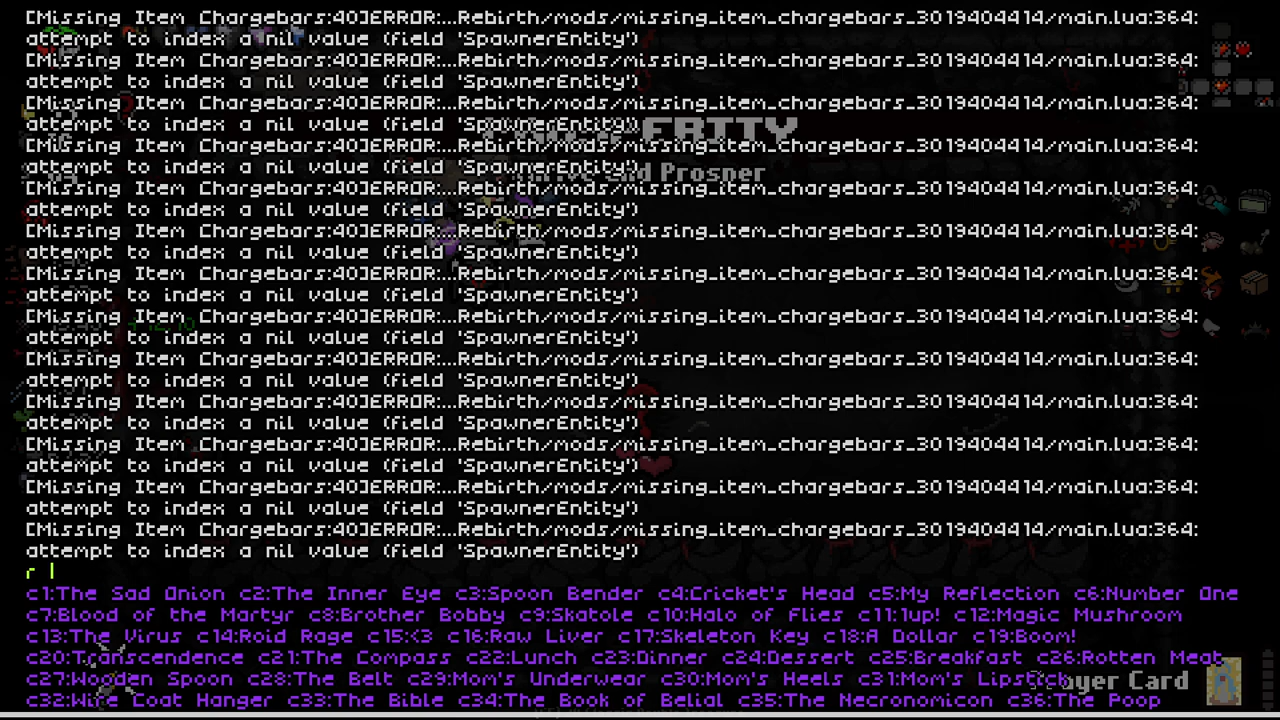 [Missing Item Chargebars:40]ERROR:...Rebirth/mods/missing_item_chargebars_3019404414/main.lua:364:
attempt to index a nil value (field 'SpawnerEntity')
[Missing Item Chargebars:40]ERROR:...Rebirth/mods/missing_item_chargebars_3019404414/main.lua:364:
attempt to index a nil value (field 'SpawnerEntity')
[Missing Item Chargebars:40]ERROR:...Rebirth/mods/missing_item_chargebars_3019404414/main.lua:364:
attempt to index a nil value (field 'SpawnerEntity')
[Missing Item Chargebars:40]ERROR:...Rebirth/mods/missing_item_chargebars_3019404414/main.lua:364:
attempt to index a nil value (field 'SpawnerEntity')
[Missing Item Chargebars:40]ERROR:...Rebirth/mods/missing_item_chargebars_3019404414/main.lua:364:
attempt to index a nil value (field 'SpawnerEntity')
[Missing Item Chargebars:40]ERROR:...Rebirth/mods/missing_item_chargebars_3019404414/main.lua:364:
attempt to index a nil value (field 'SpawnerEntity')
[Missing Item Chargebars:40]ERROR:...Rebirth/mods/missing_item_chargebars_3019404414/main.lua:364:
attempt to index a nil value (field 'SpawnerEntity')
[Missing Item Chargebars:40]ERROR:...Rebirth/mods/missing_item_chargebars_3019404414/main.lua:364:
attempt to index a nil value (field 'SpawnerEntity')
[Missing Item Chargebars:40]ERROR:...Rebirth/mods/missing_item_chargebars_3019404414/main.lua:364:
attempt to index a nil value (field 'SpawnerEntity')
[Missing Item Chargebars:40]ERROR:...Rebirth/mods/missing_item_chargebars_3019404414/main.lua:364:
attempt to index a nil value (field 'SpawnerEntity')
[Missing Item Chargebars:40]ERROR:...Rebirth/mods/missing_item_chargebars_3019404414/main.lua:364:
attempt to index a nil value (field 'SpawnerEntity')
[Missing Item Chargebars:40]ERROR:...Rebirth/mods/missing_item_chargebars_3019404414/main.lua:364:
attempt to index a nil value (field 'SpawnerEntity')
[Missing Item Chargebars:40]ERROR:...Rebirth/mods/missing_item_chargebars_3019404414/main.lua:364:
attempt to index a nil value (field 'SpawnerEntity')
and Prosper
r |
c1:The Sad Onion c2:The Inner Eye c3:Spoon Bender c4:Cricket's Head c5:My Reflection c6:Number One
c7:Blood of the Martyr c8:Brother Bobby c9:Skatole c10:Halo of Flies c11:1up! c12:Magic Mushroom
c13:The Virus c14:Roid Rage c15:<3 c16:Raw Liver c17:Skeleton Key c18:A Dollar c19:Boom!
c20:Transcendence c21:The Compass c22:Lunch c23:Dinner c24:Dessert c25:Breakfast c26:Rotten Meat
c27:Wooden Spoon c28:The Belt c29:Mom's Underwear c30:Mom's Heels c31:Mom's Lipstick
c32:Wire Coat Hanger c33:The Bible c34:The Book of Belial c35:The Necronomicon c36:The Poop
Card